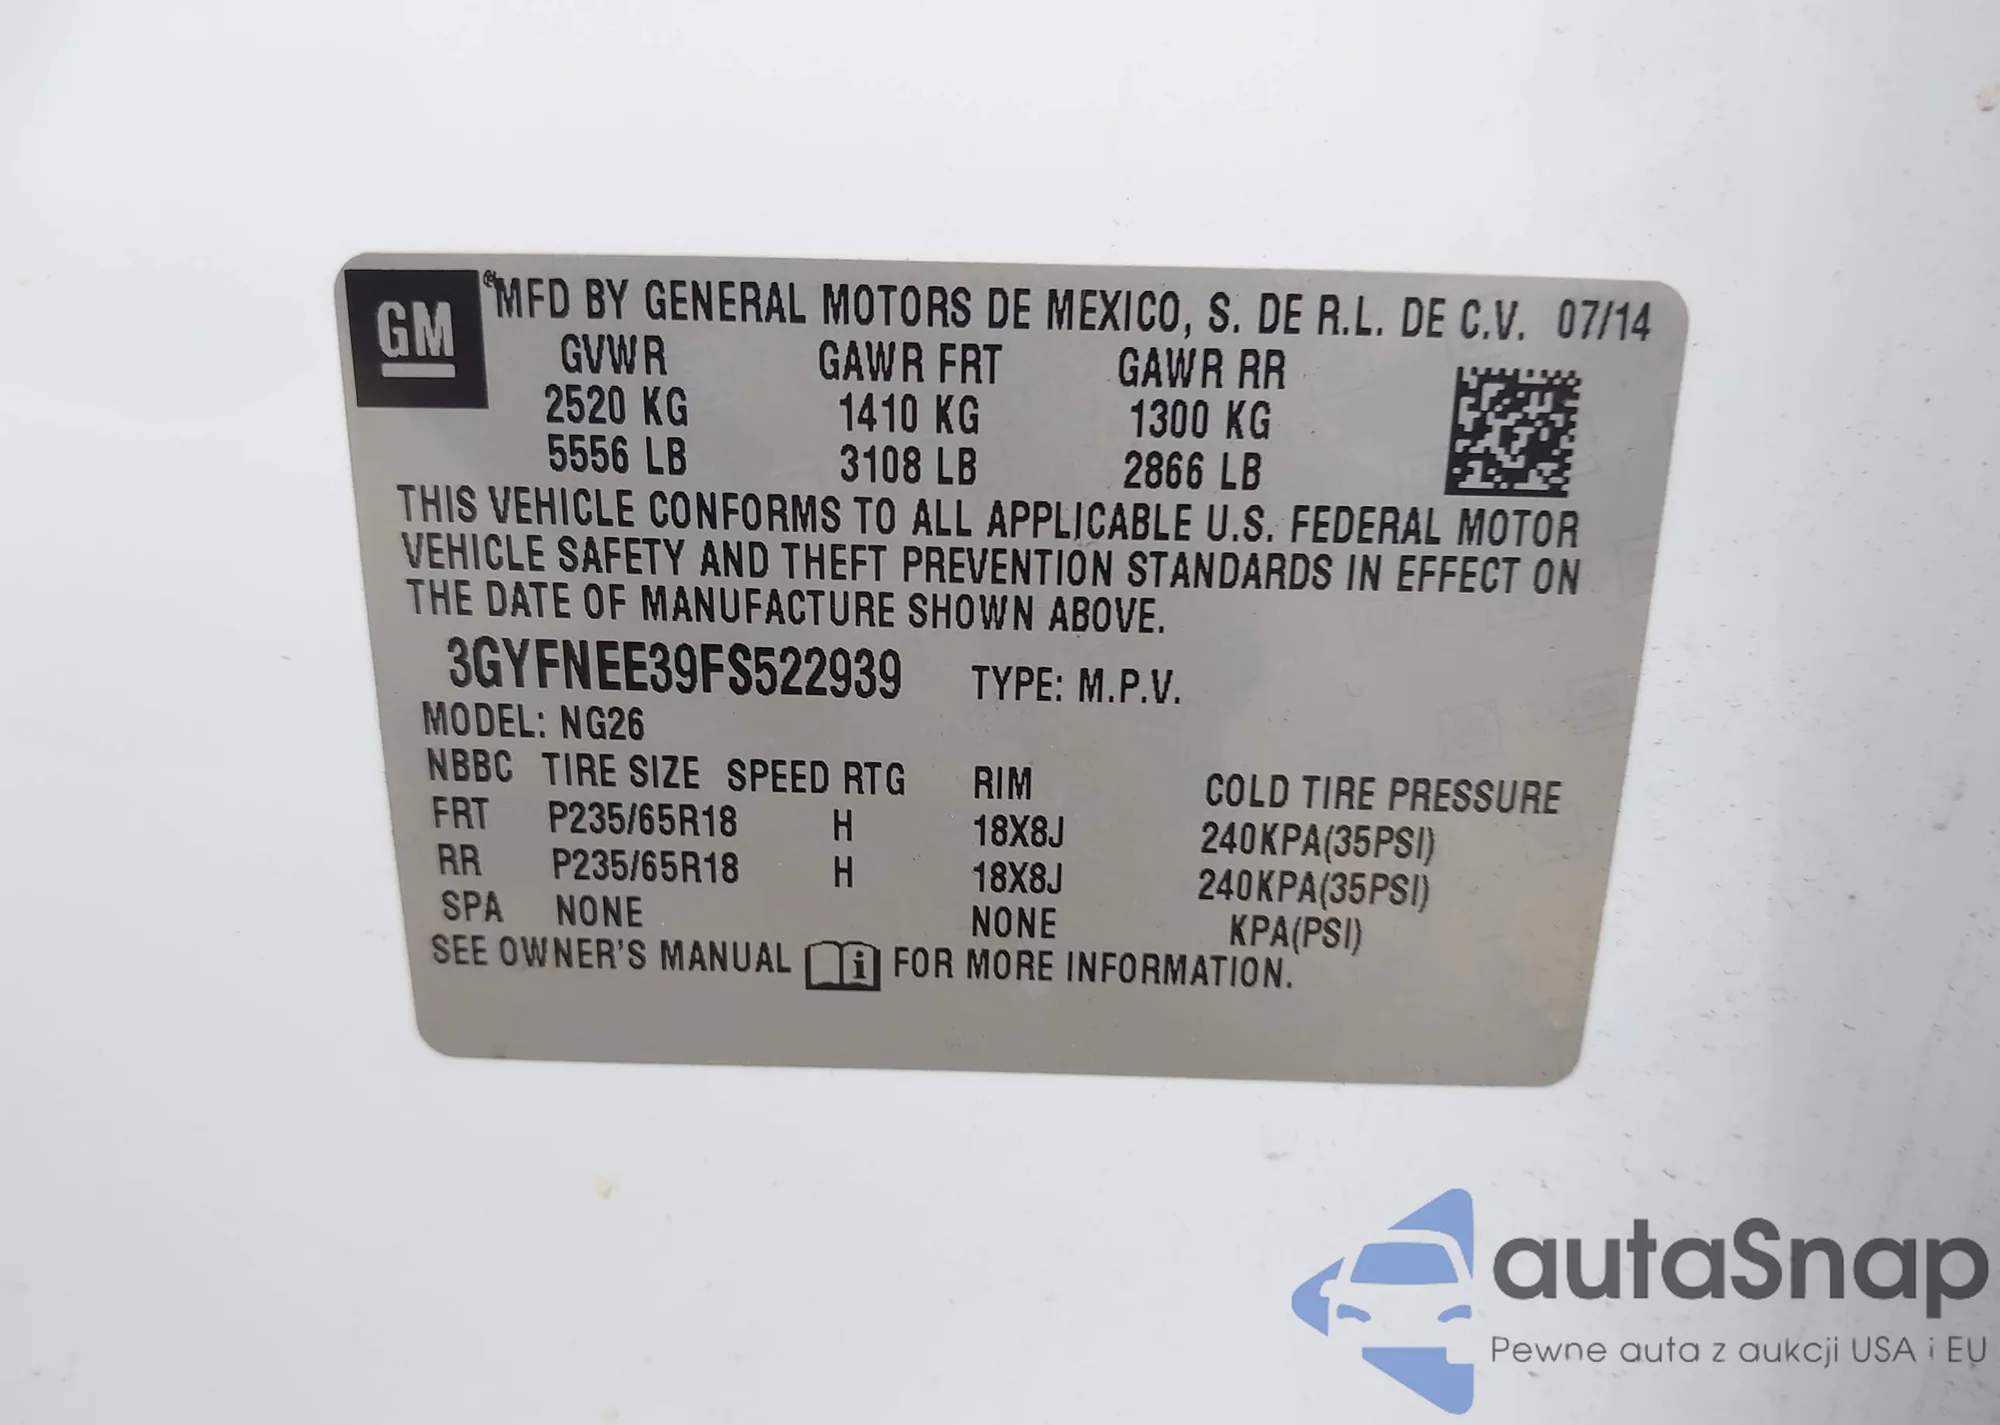 GM
MFD BY GENERAL MOTORS DE MEXICO, S. DE R.L. DE C.V. 07/14
GVWR GAWR FRT GAWR RR
2520 KG 1410 KG 1300 KG
5556 LB 3108 LB 2866 LB
THIS VEHICLE CONFORMS TO ALL APPLICABLE U.S. FEDERAL MOTOR
VEHICLE SAFETY AND THEFT PREVENTION STANDARDS IN EFFECT ON
THE DATE OF MANUFACTURE SHOWN ABOVE.
3GYFNEE39FS522939 TYPE: M.P.V.
MODEL: NG26
NBBC TIRE SIZE SPEED RTG RIM COLD TIRE PRESSURE
FRT P235/65R18 H 18X8J 240KPA(35PSI)
RR P235/65R18 H 18X8J 240KPA(35PSI)
SPA NONE NONE KPA(PSI)
SEE OWNER'S MANUAL i FOR MORE INFORMATION.
autaSnap
Pewne auta z aukcji USA i EU